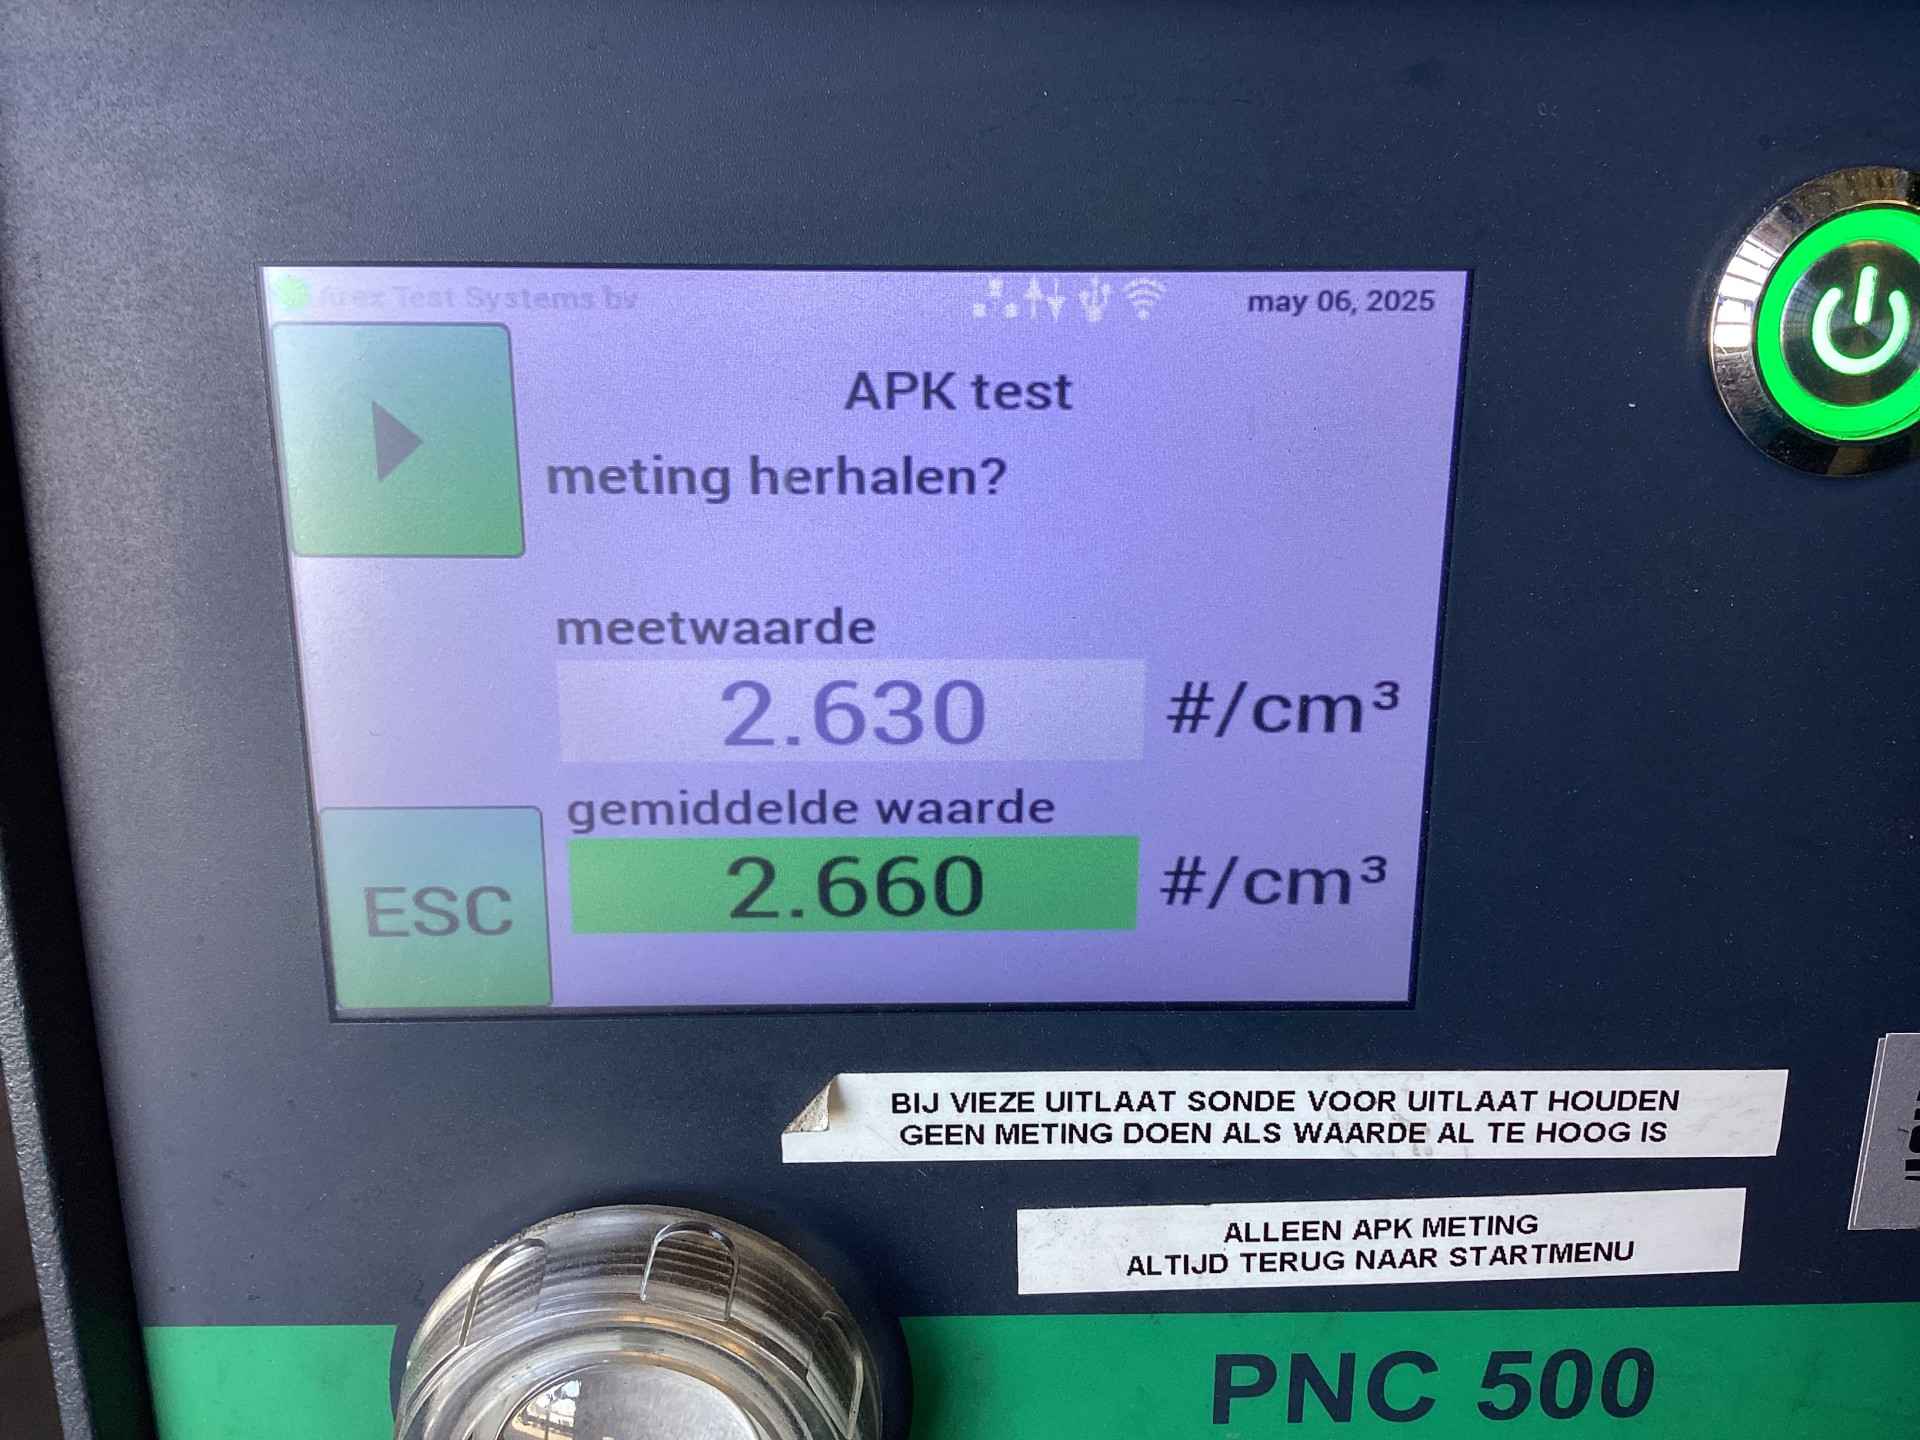 Test Systems bv
may 06, 2025
APK test
meting herhalen?
meetwaarde
2.630 #/cm³
gemiddelde waarde
2.660 #/cm³
ESC
BIJ VIEZE UITLAAT SONDE VOOR UITLAAT HOUDEN
GEEN METING DOEN ALS WAARDE AL TE HOOG IS
ALLEEN APK METING
ALTIJD TERUG NAAR STARTMENU
PNC 500